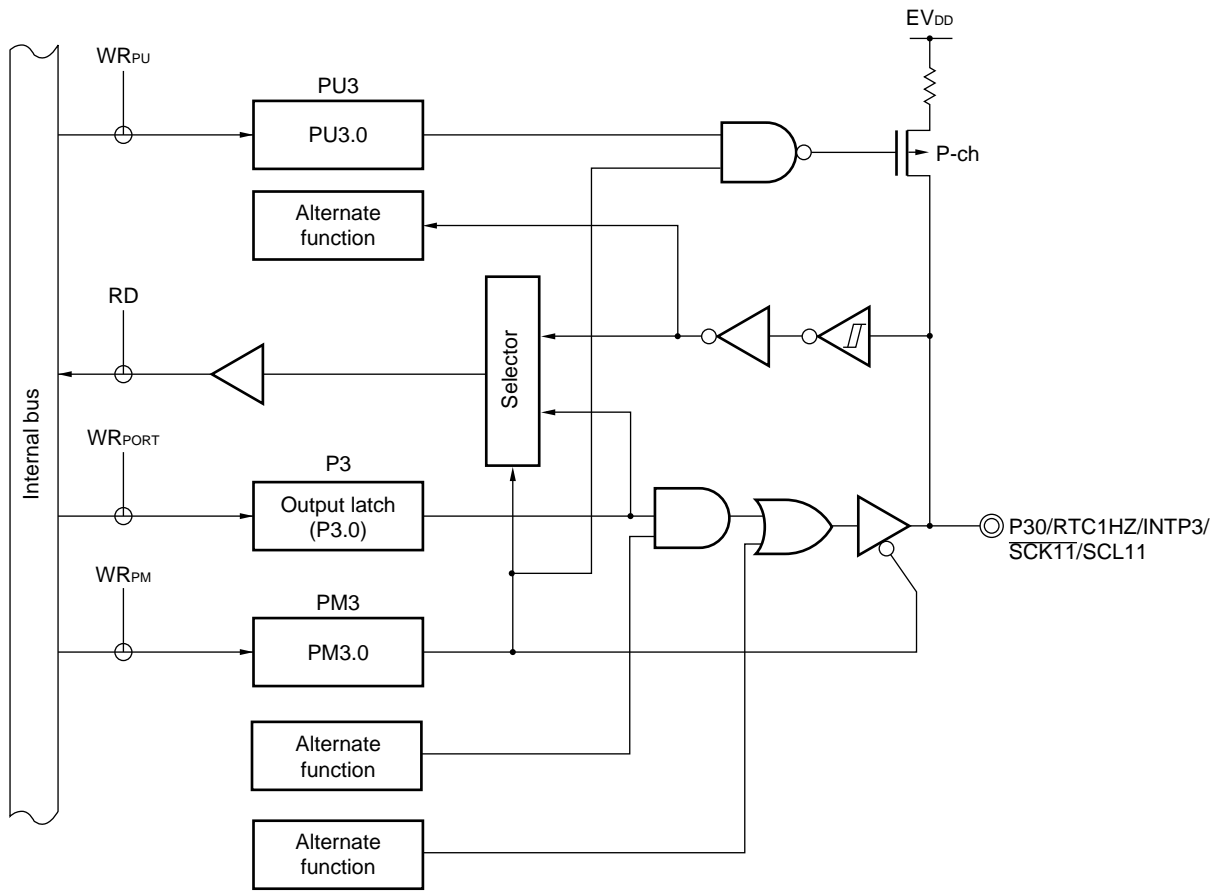 EVDD
WRPU
PU3
PU3.0
P-ch
Alternate
function
RD
Selector
Internal bus
WRPORT
P3
Output latch
(P3.0)
P30/RTC1HZ/INTP3/
SCK11/SCL11
WRPM
PM3
PM3.0
Alternate
function
Alternate
function